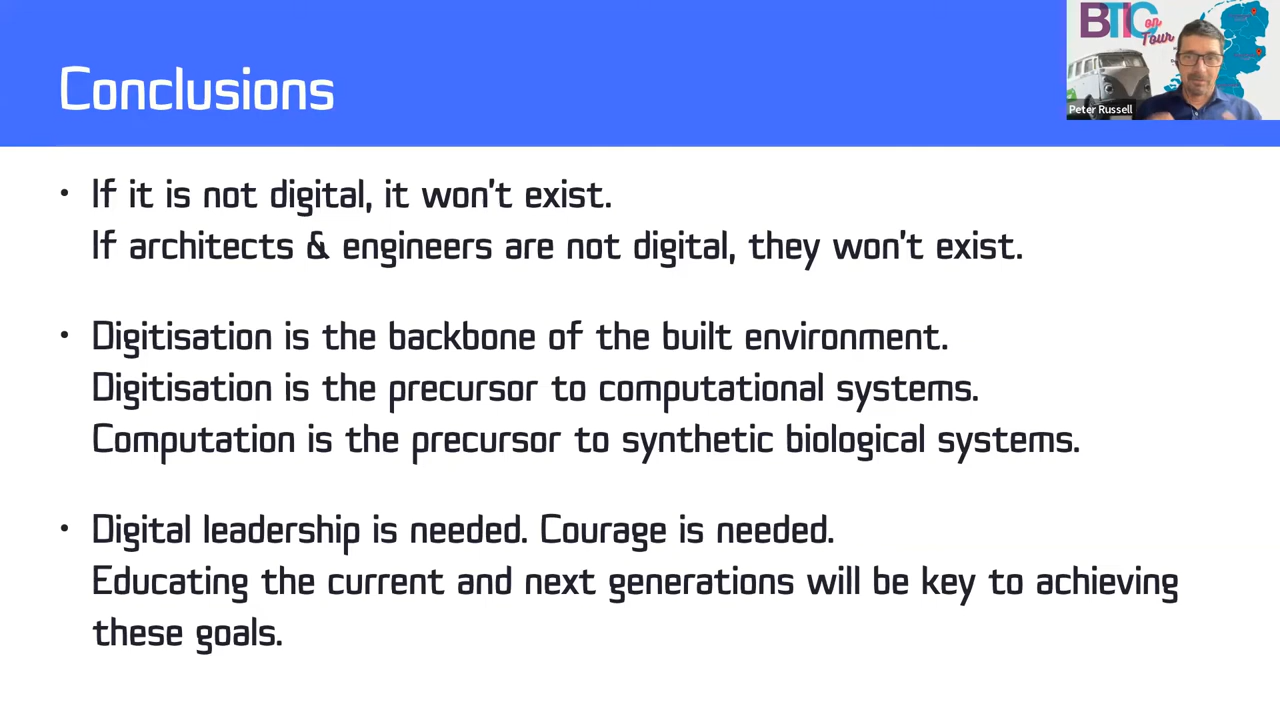 Conclusions
BTIC on
Tour
Peter Russell
• If it is not digital, it won't exist.
If architects & engineers are not digital, they won't exist.
• Digitisation is the backbone of the built environment.
Digitisation is the precursor to computational systems.
Computation is the precursor to synthetic biological systems.
• Digital leadership is needed. Courage is needed.
Educating the current and next generations will be key to achieving
these goals.